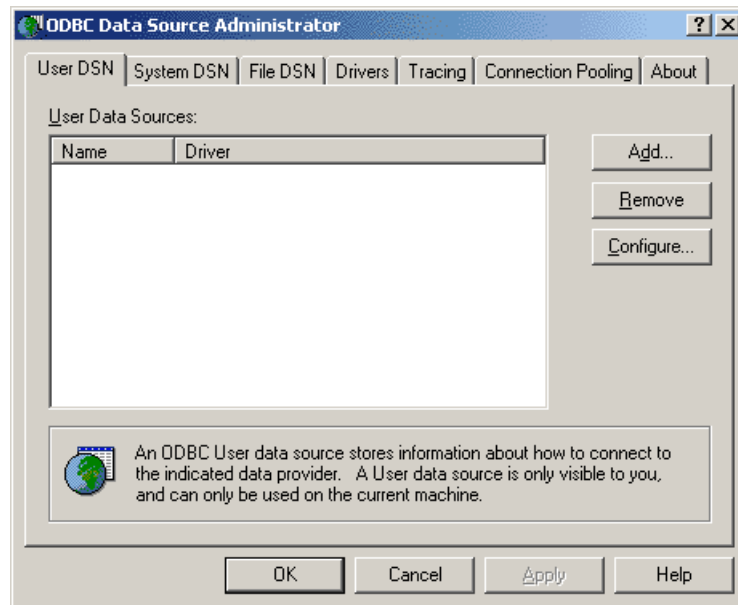 ODBC Data Source Administrator
User DSN System DSN File DSN Drivers Tracing Connection Pooling About
User Data Sources:
Name Driver
Add...
Remove
Configure...
An ODBC User data source stores information about how to connect to
the indicated data provider. A User data source is only visible to you,
and can only be used on the current machine.
OK Cancel Apply Help